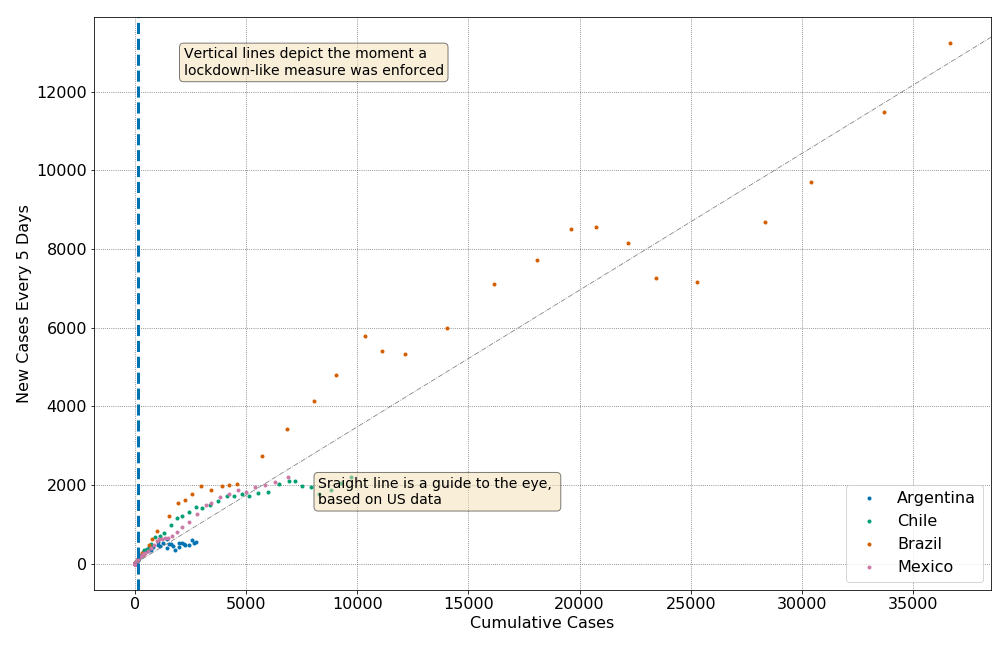 Vertical lines depict the moment a
lockdown-like measure was enforced
12000
10000
8000
6000
4000
2000
0
New Cases Every 5 Days
Sraight line is a guide to the eye,
based on US data
Argentina
Chile
Brazil
Mexico
0
5000
10000
15000
20000
25000
30000
35000
Cumulative Cases